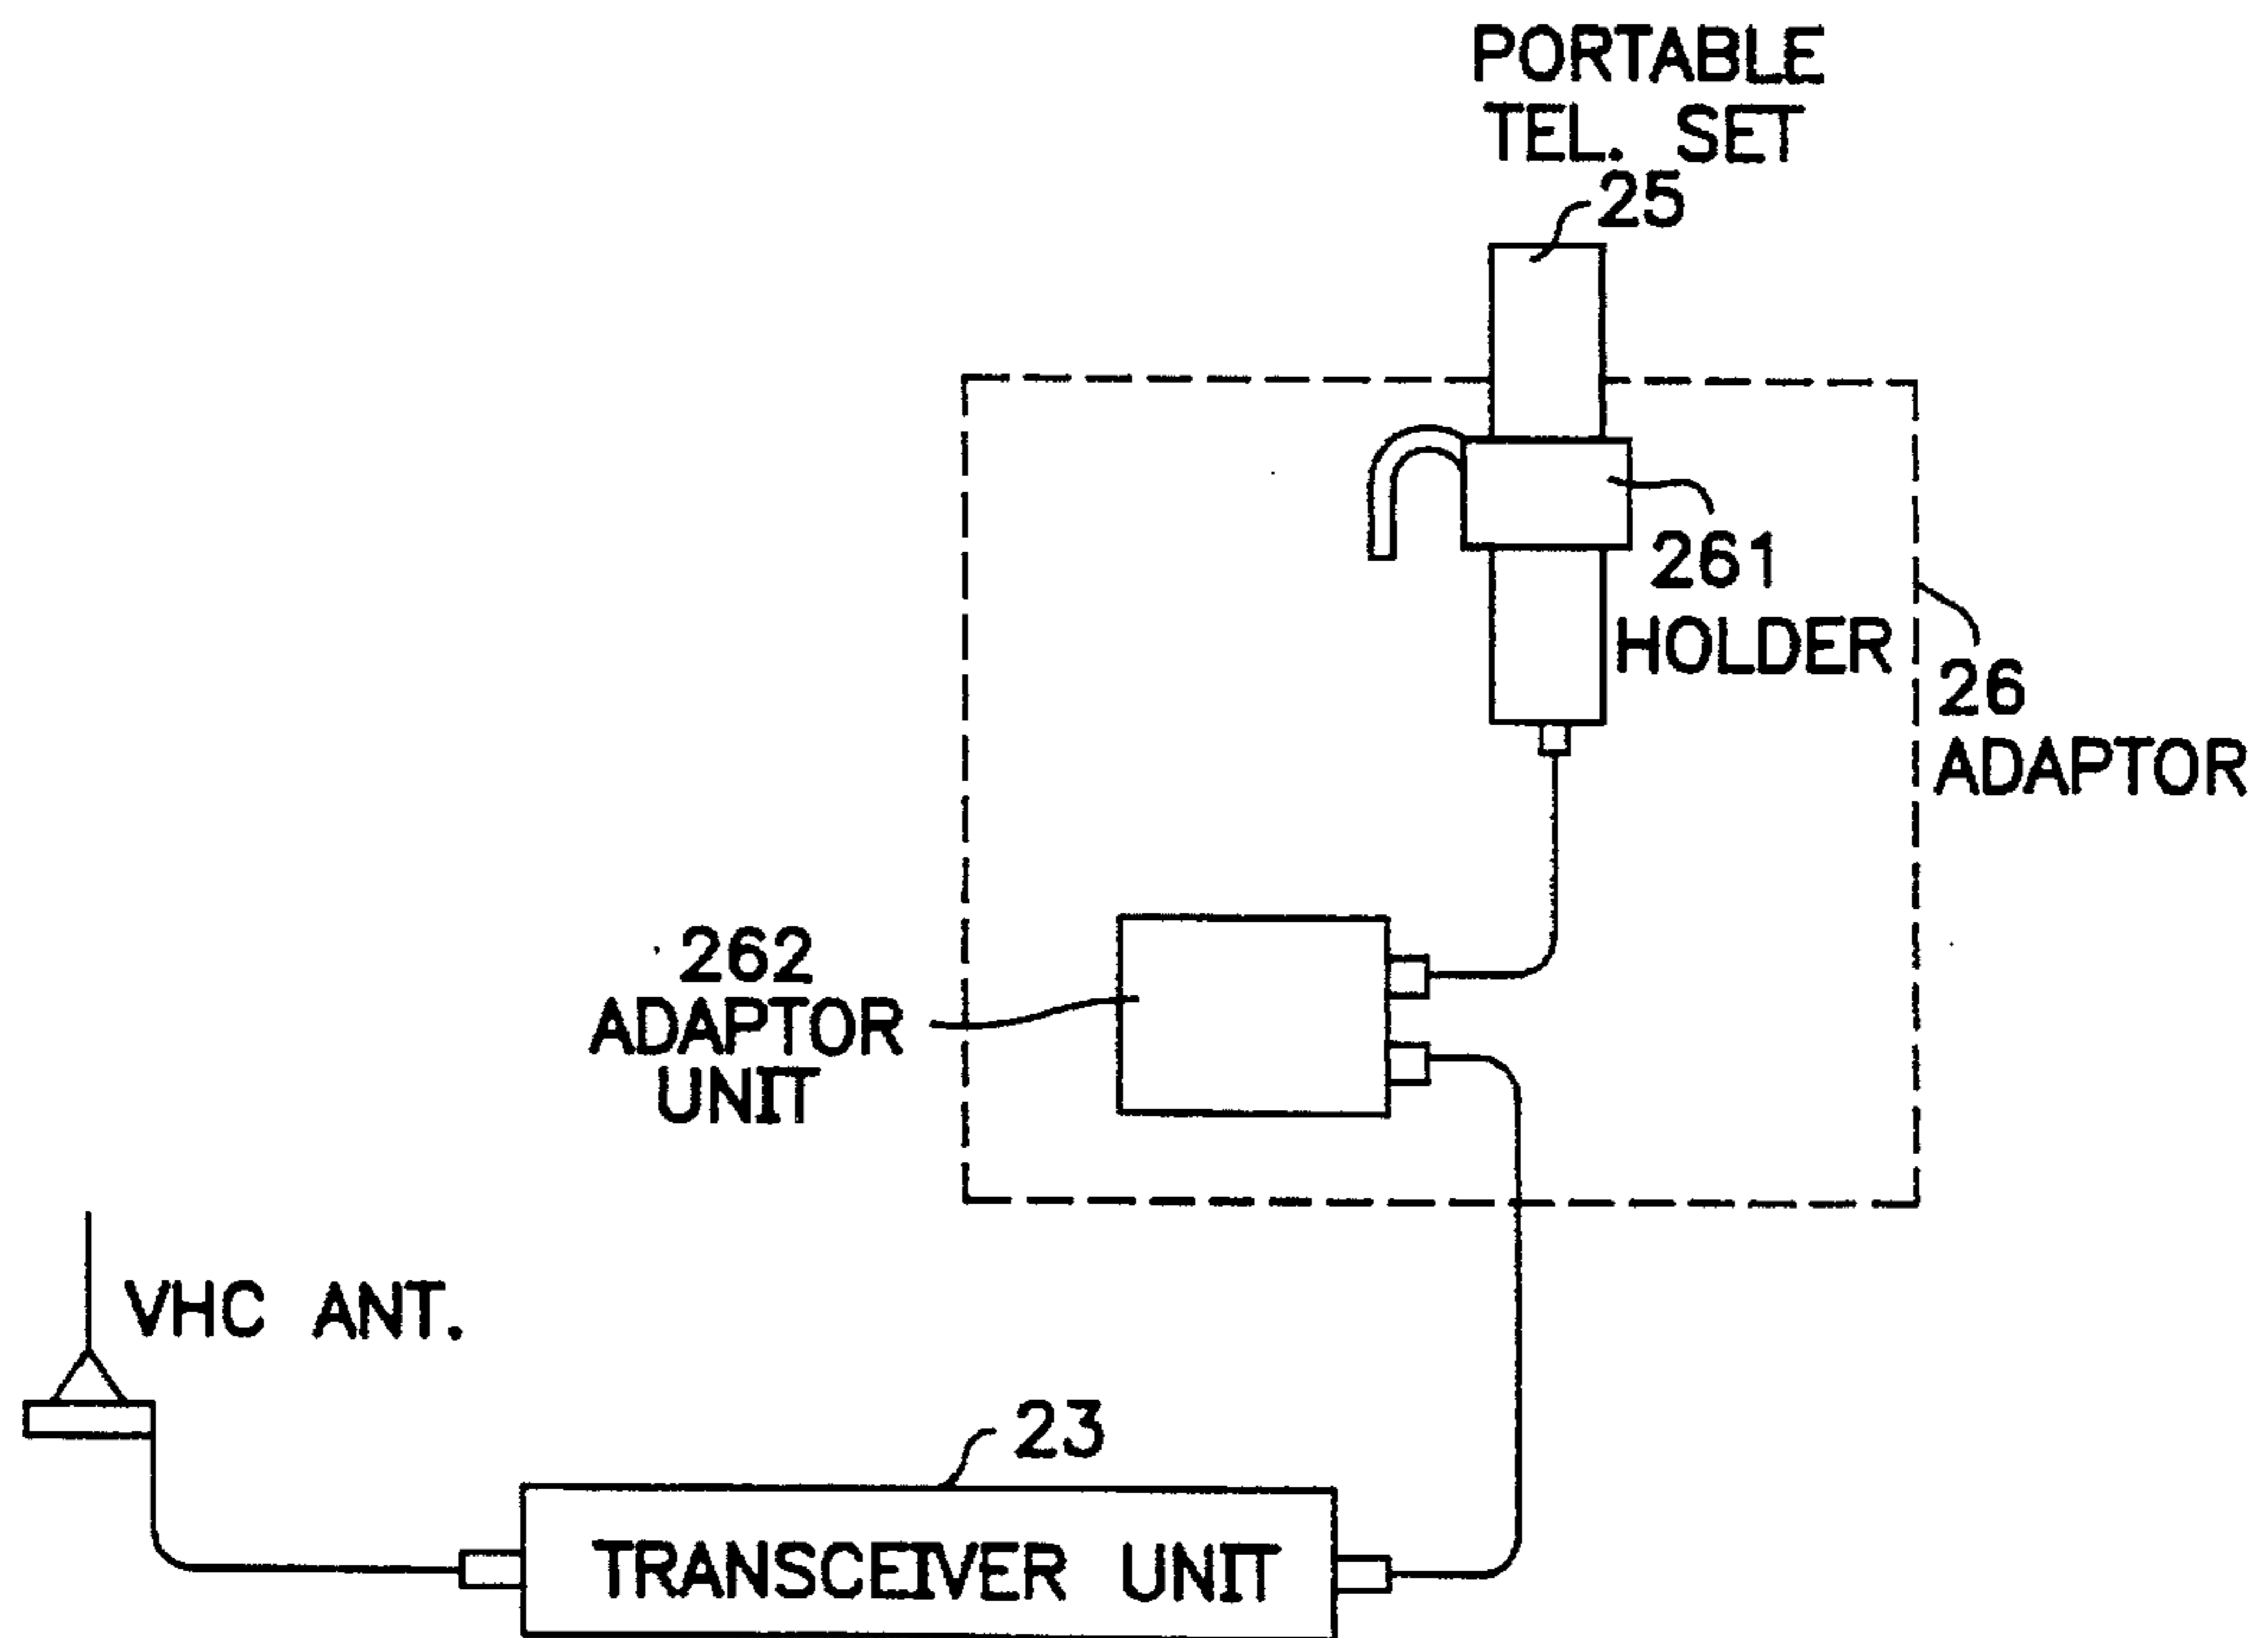 PORTABLE
TEL. SET
25
261
HOLDER
26
ADAPTOR
262
ADAPTOR
UNIT
VHC ANT.
23
TRANSCEIVER UNIT